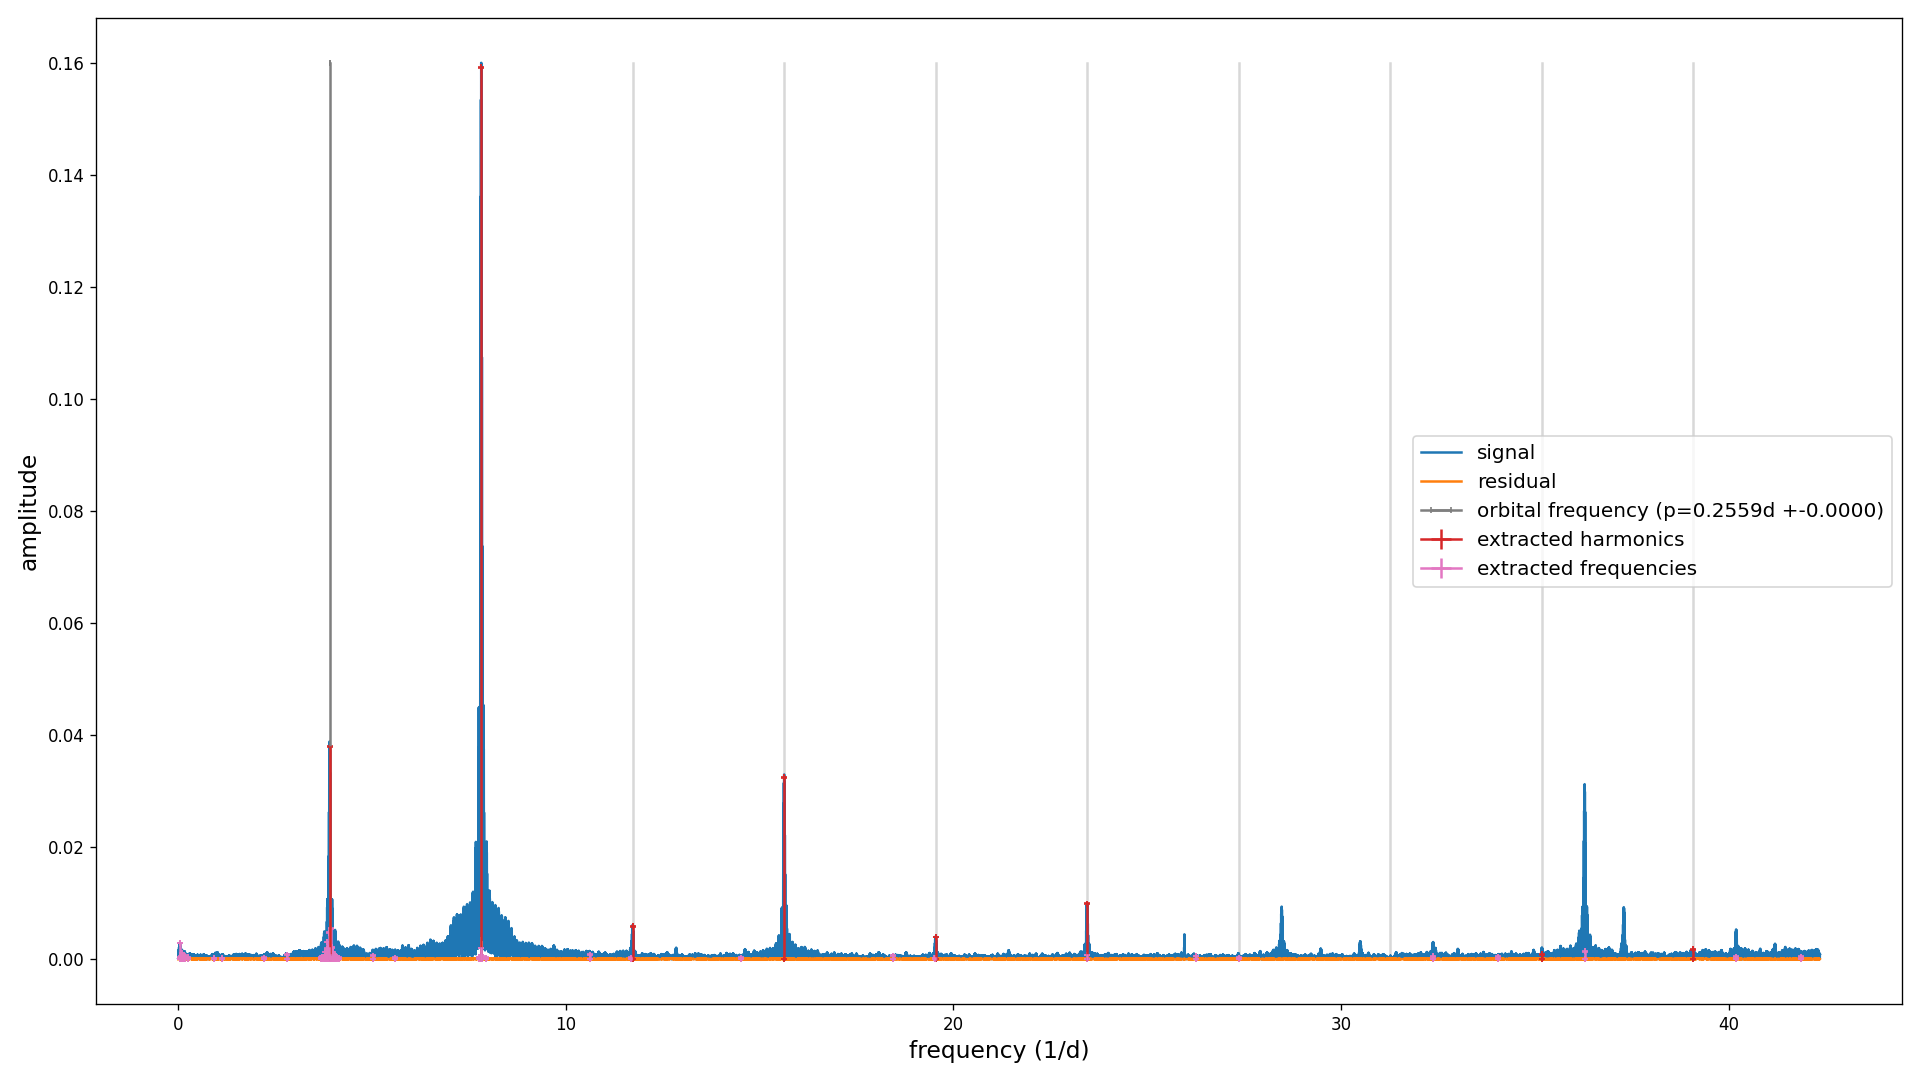 0.16
0.14
0.12
0.10
0.08
0.06
0.04
0.02
0.00
amplitude
signal
residual
orbital frequency (p=0.2559d +-0.0000)
extracted harmonics
extracted frequencies
0 10 20 30 40
frequency (1/d)